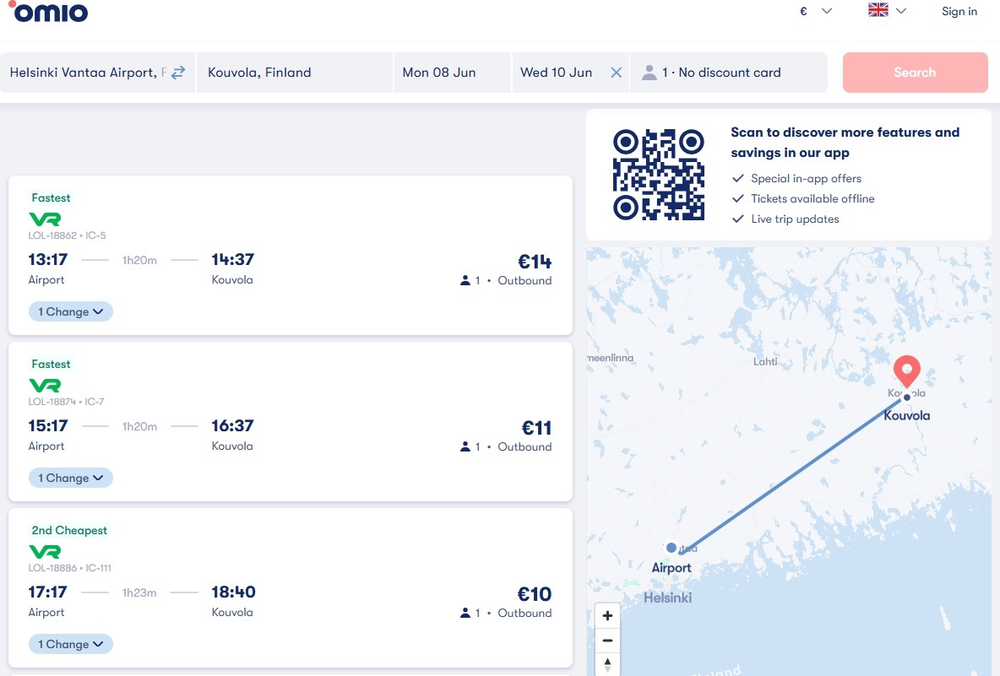 omio
€
Sign in
Helsinki Vantaa Airport, F
Kouvola, Finland
Mon 08 Jun
Wed 10 Jun
1 · No discount card
Search
Scan to discover more features and
savings in our app
Special in-app offers
Tickets available offline
Live trip updates
Fastest
VR
LOL-18862 • IC-5
13:17
1h20m
14:37
€14
Airport
Kouvola
1 • Outbound
1 Change
Fastest
VR
LOL-18874 • IC-7
15:17
1h20m
16:37
€11
Airport
Kouvola
1 • Outbound
1 Change
2nd Cheapest
VR
LOL-18886 • IC-111
17:17
1h23m
18:40
€10
Airport
Kouvola
1 • Outbound
1 Change
meenlinna
Lahti
Kouvola
Airport
Helsinki
+
−